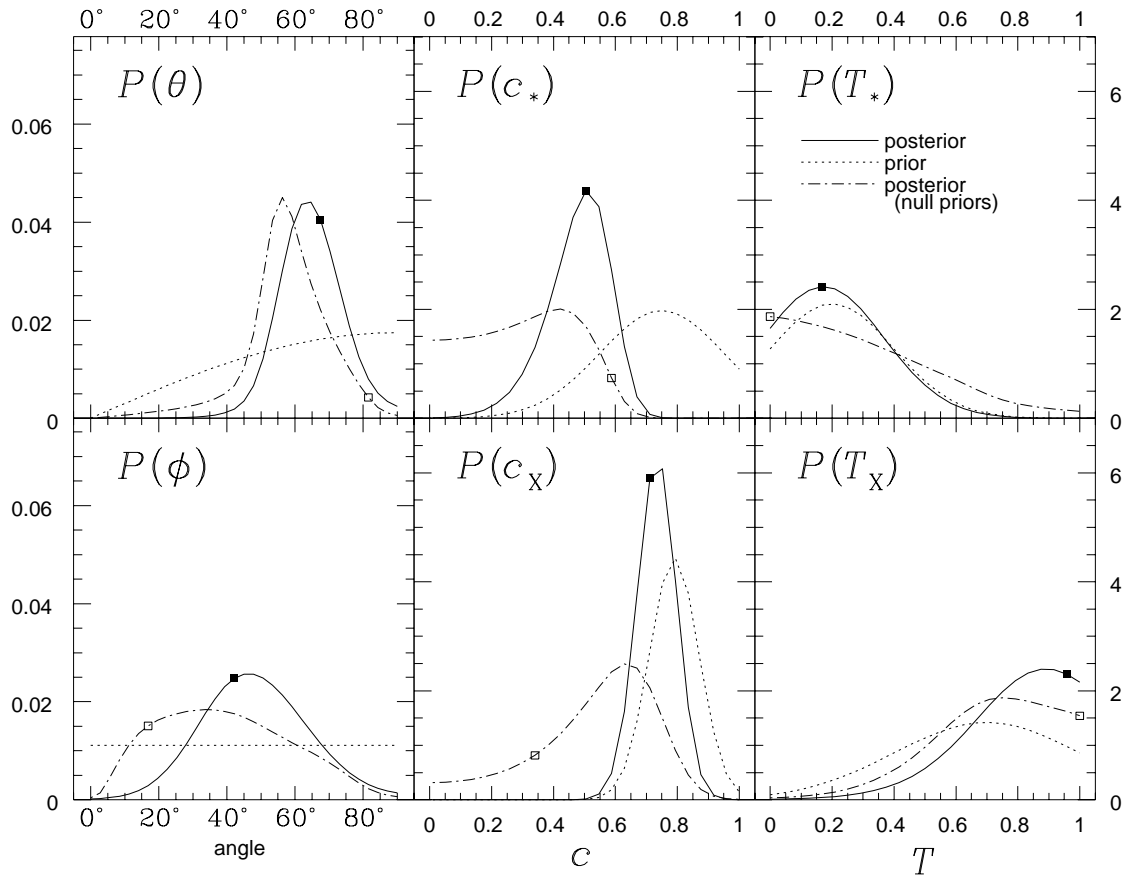 0° 20° 40° 60° 80° 0 0.2 0.4 0.6 0.8 1 0 0.2 0.4 0.6 0.8 1
P(θ) P(c_*) P(T_*)
0.06 6
posterior
prior
posterior
(null priors)
0.04 4
0.02 2
0 0
P(ϕ) P(c_X) P(T_X)
0.06 6
0.04 4
0.02 2
0 0
0° 20° 40° 60° 80° 0 0.2 0.4 0.6 0.8 1 0 0.2 0.4 0.6 0.8 1
angle c T